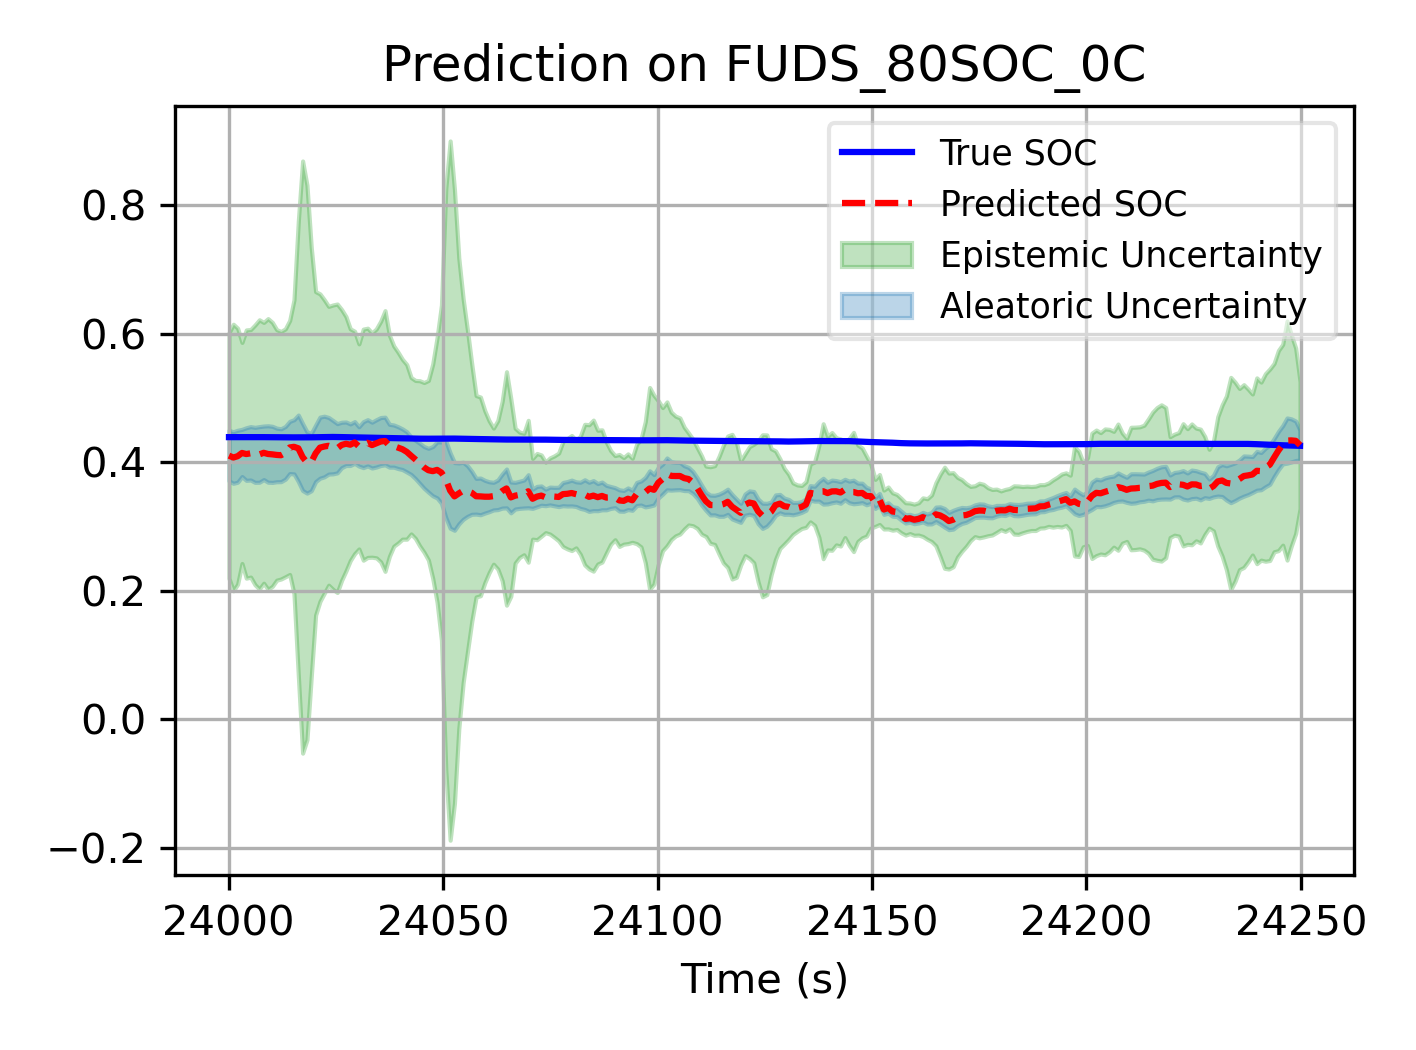 Prediction on FUDS_80SOC_0C
True SOC
Predicted SOC
Epistemic Uncertainty
Aleatoric Uncertainty
0.8
0.6
0.4
0.2
0.0
−0.2
24000 24050 24100 24150 24200 24250
Time (s)